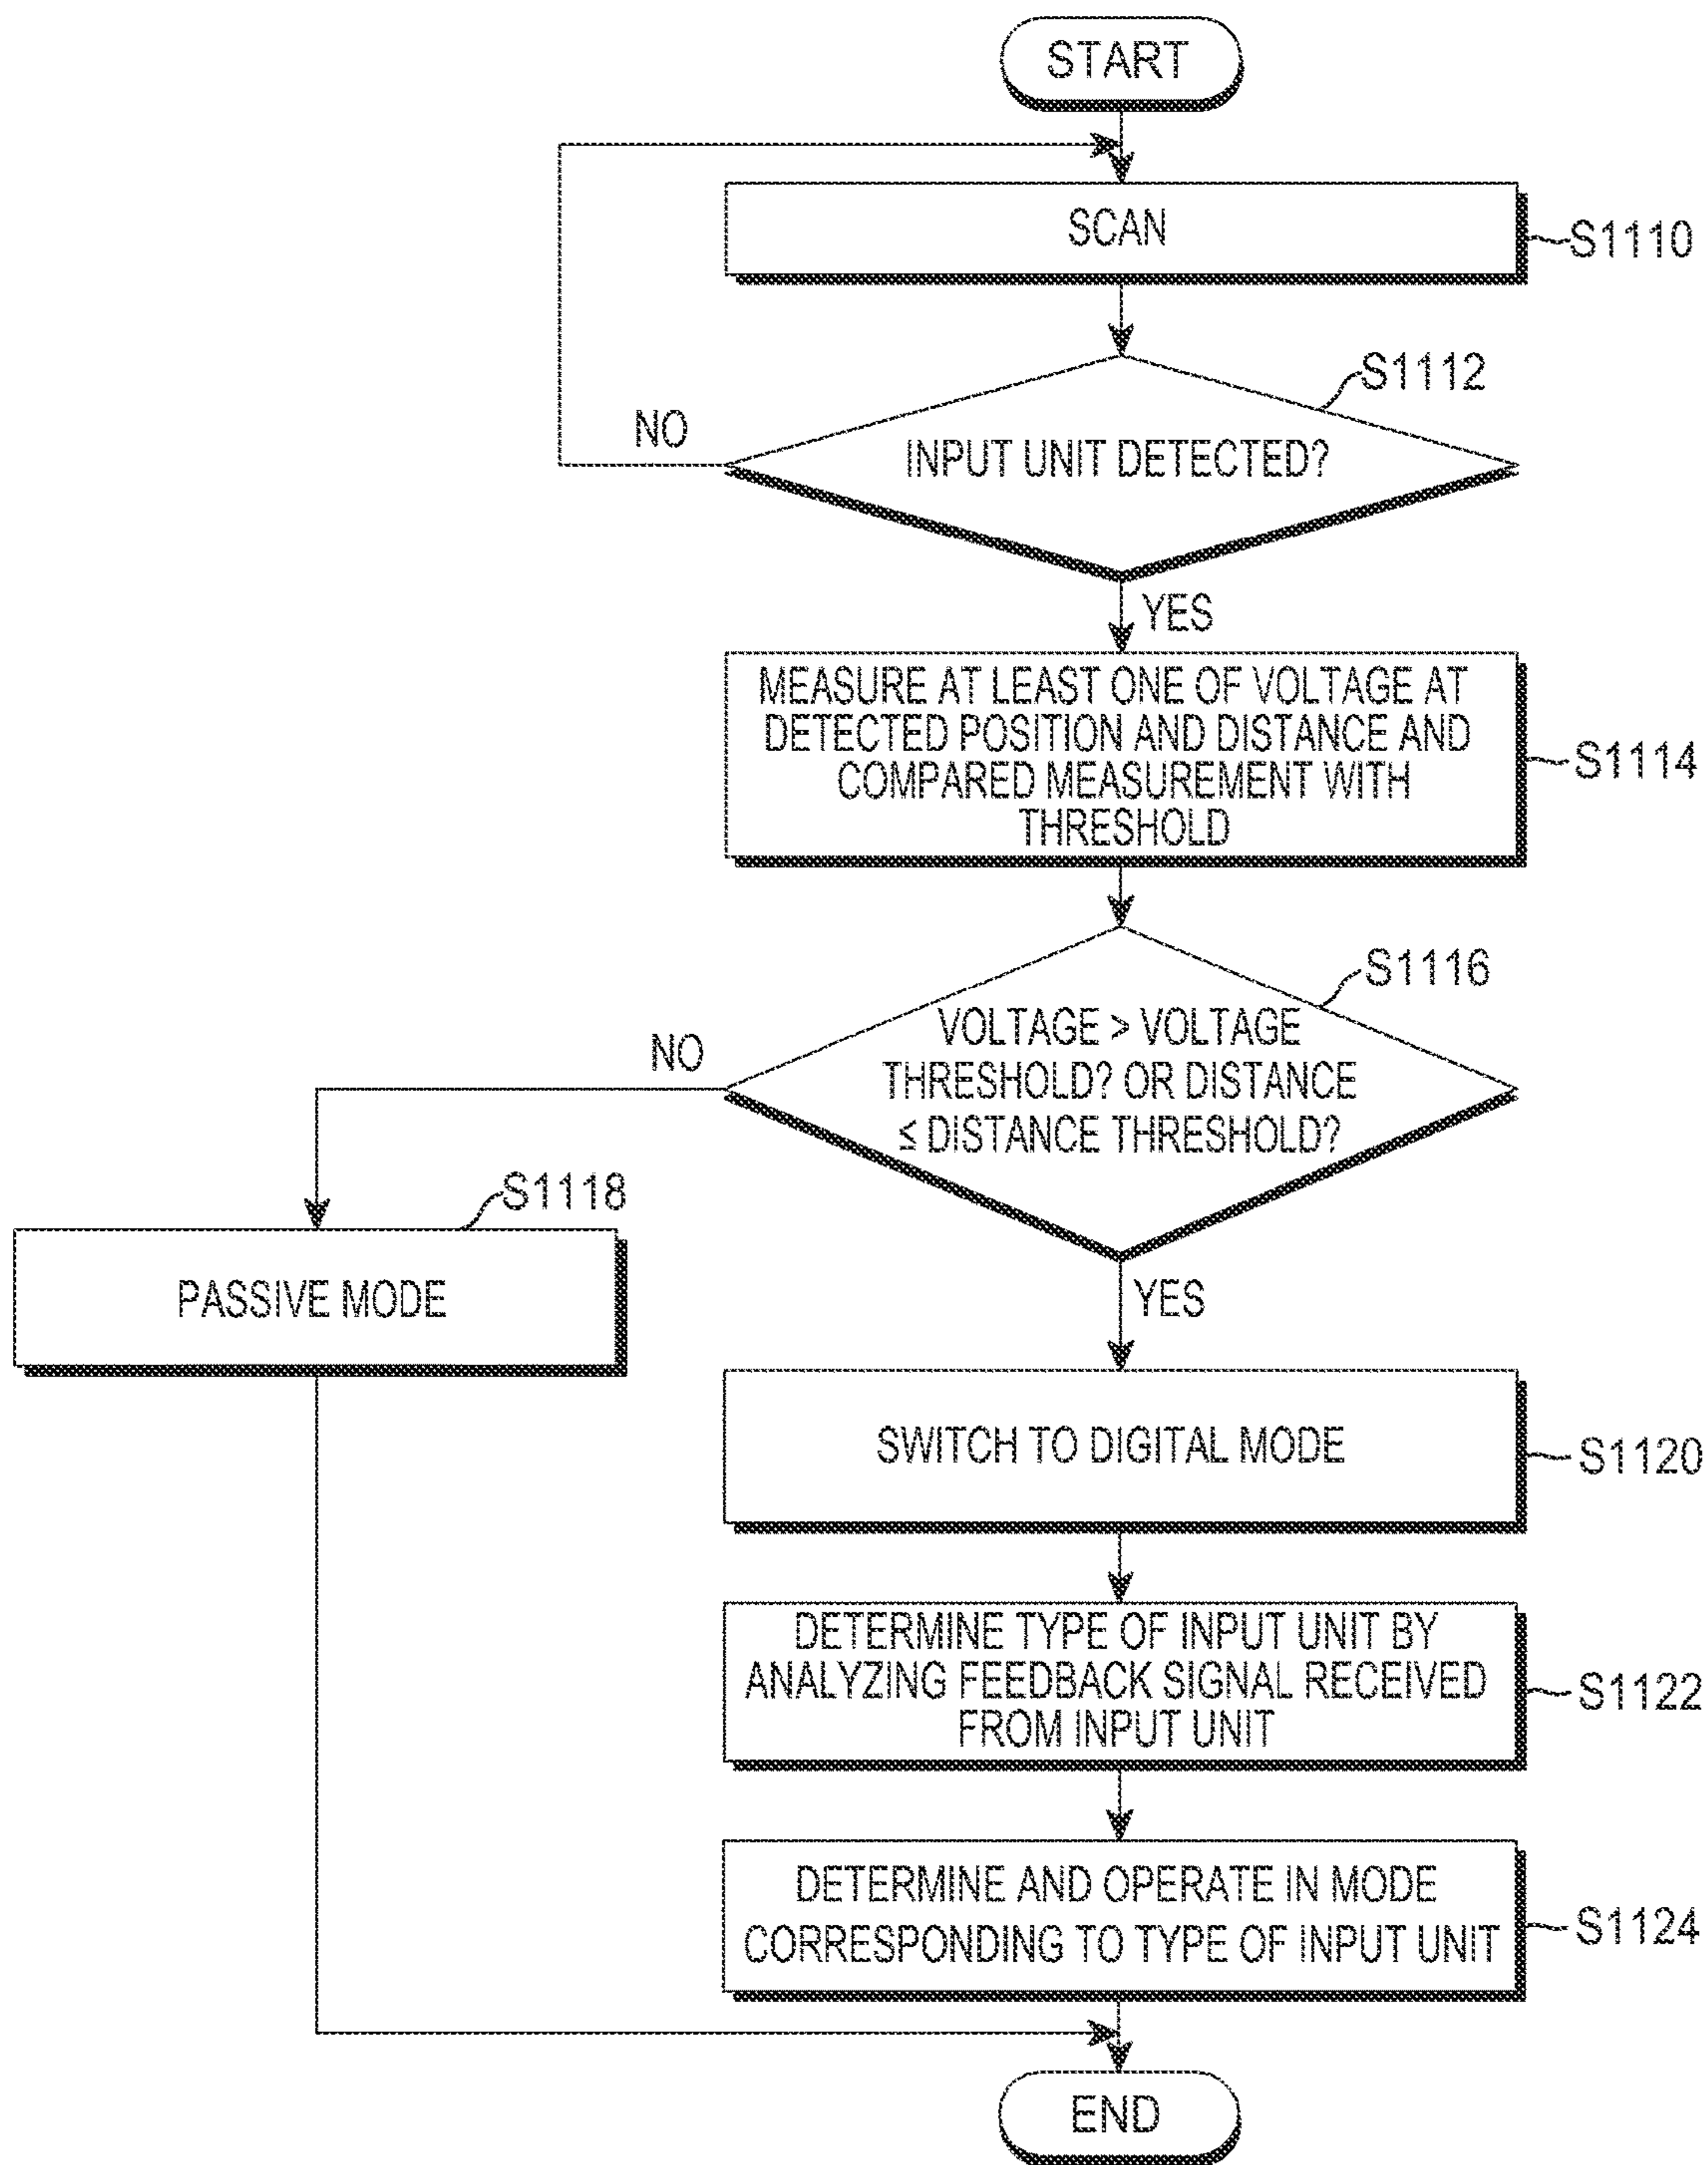 START
SCAN
S1110
S1112
NO
INPUT UNIT DETECTED?
YES
MEASURE AT LEAST ONE OF VOLTAGE AT
DETECTED POSITION AND DISTANCE AND
COMPARED MEASUREMENT WITH
THRESHOLD
S1114
S1116
NO
VOLTAGE > VOLTAGE
THRESHOLD? OR DISTANCE
≤ DISTANCE THRESHOLD?
S1118
PASSIVE MODE
YES
SWITCH TO DIGITAL MODE
S1120
DETERMINE TYPE OF INPUT UNIT BY
ANALYZING FEEDBACK SIGNAL RECEIVED
FROM INPUT UNIT
S1122
DETERMINE AND OPERATE IN MODE
CORRESPONDING TO TYPE OF INPUT UNIT
S1124
END